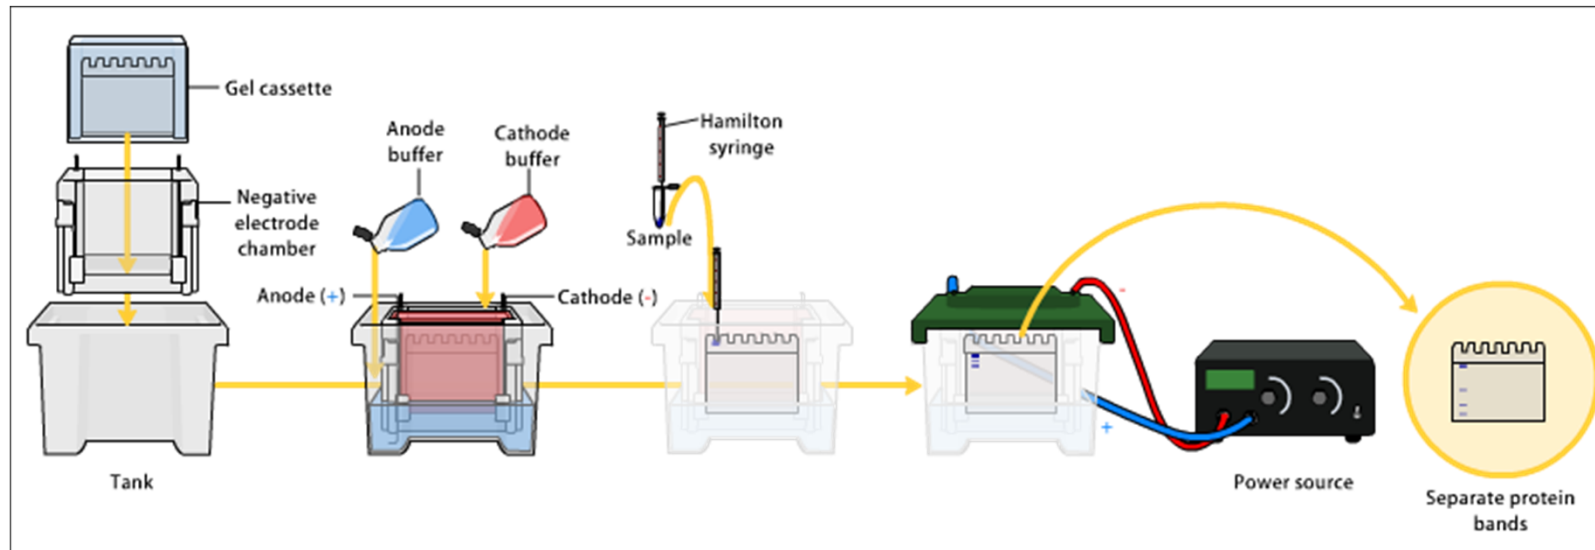 Gel cassette
Negative
electrode
chamber
Tank
Anode
buffer
Cathode
buffer
Anode (+)
Cathode (-)
Hamilton
syringe
Sample
-
+
Power source
Separate protein
bands